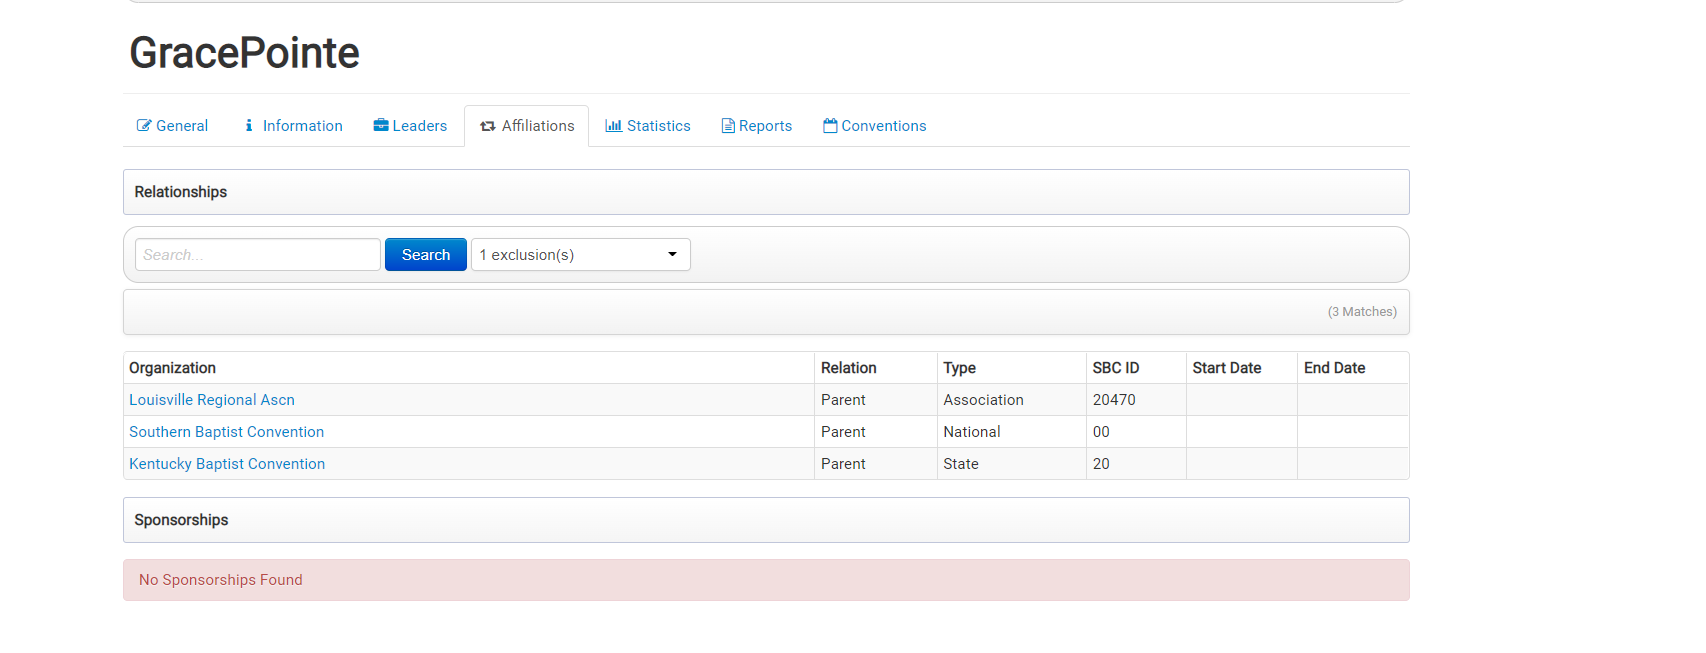 GracePointe
General Information Leaders Affiliations Statistics Reports Conventions
Relationships
Search... Search 1 exclusion(s)
(3 Matches)
Organization Relation Type SBC ID Start Date End Date
Louisville Regional Ascn Parent Association 20470
Southern Baptist Convention Parent National 00
Kentucky Baptist Convention Parent State 20
Sponsorships
No Sponsorships Found